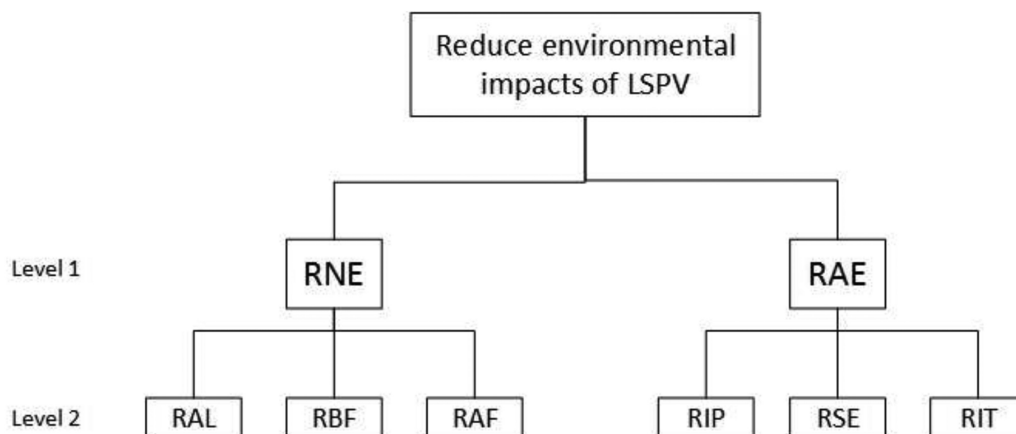 Reduce environmental
impacts of LSPV
Level 1
RNE
RAE
Level 2
RAL
RBF
RAF
RIP
RSE
RIT